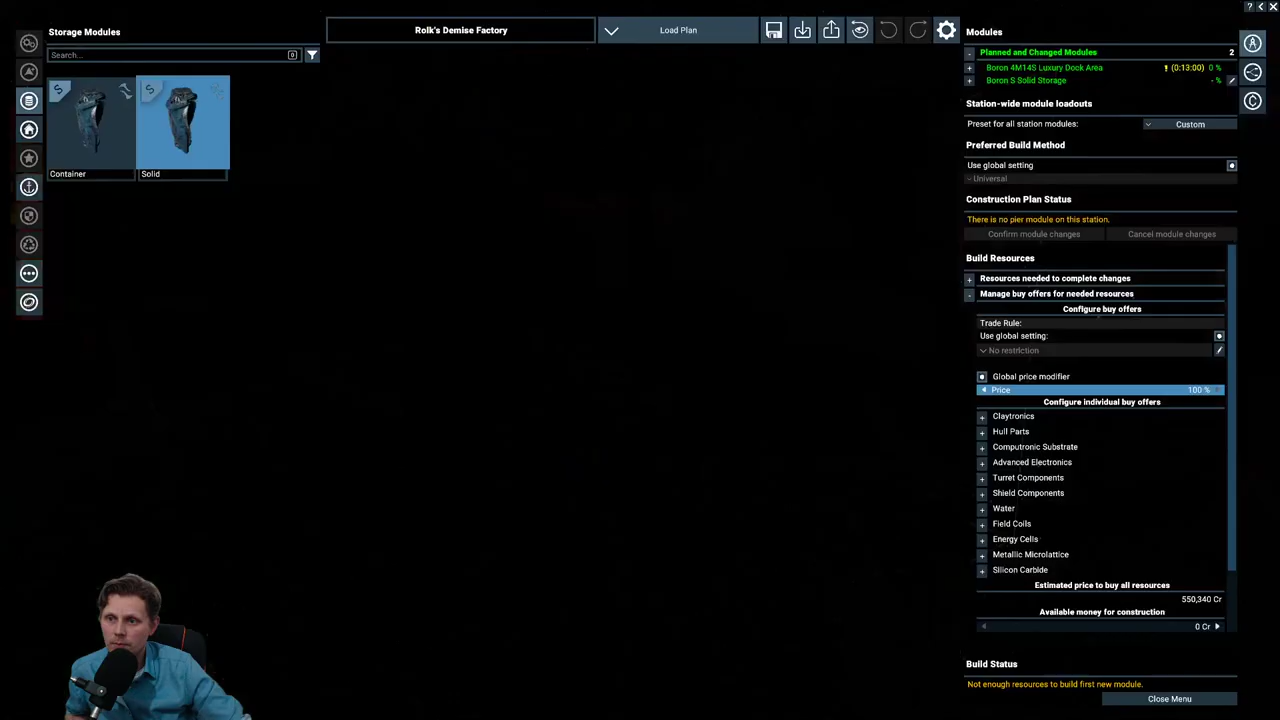 Storage Modules
Search...
0
Container
Solid
Rolk's Demise Factory
Load Plan
Modules
Planned and Changed Modules 2
Boron 4M14S Luxury Dock Area (0:13:00) 0 %
Boron S Solid Storage - %
Station-wide module loadouts
Preset for all station modules: Custom
Preferred Build Method
Use global setting
Universal
Construction Plan Status
There is no pier module on this station.
Confirm module changes Cancel module changes
Build Resources
Resources needed to complete changes
Manage buy offers for needed resources
Configure buy offers
Trade Rule:
Use global setting:
No restriction
Global price modifier
Price 100 %
Configure individual buy offers
Claytronics
Hull Parts
Computronic Substrate
Advanced Electronics
Turret Components
Shield Components
Water
Field Coils
Energy Cells
Metallic Microlattice
Silicon Carbide
Estimated price to buy all resources
550,340 Cr
Available money for construction
0 Cr
Build Status
Not enough resources to build first new module.
Close Menu